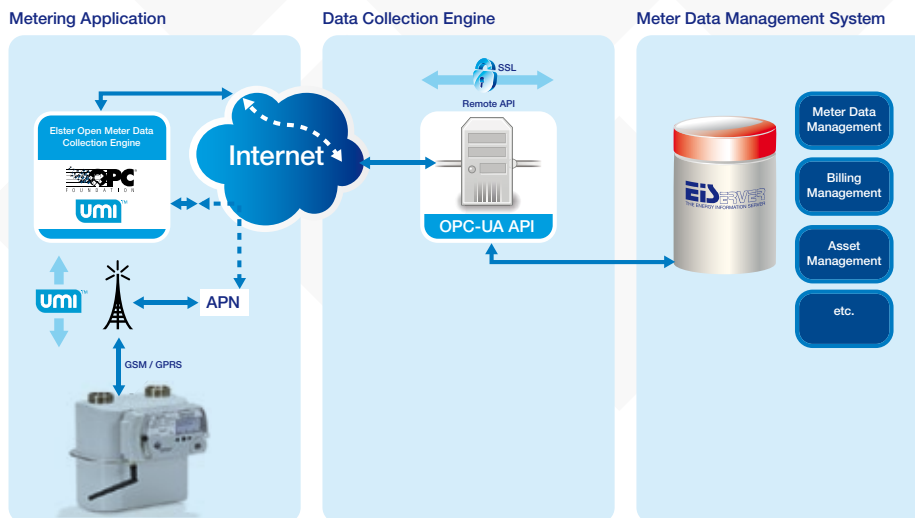 Metering Application
Data Collection Engine
Meter Data Management System
Elster Open Meter Data
Collection Engine
OPC
FOUNDATION
umi™
Internet
umi™
APN
GSM / GPRS
SSL
Remote API
OPC-UA API
EiSERVER
THE ENERGY INFORMATION SERVER
Meter Data
Management
Billing
Management
Asset
Management
etc.